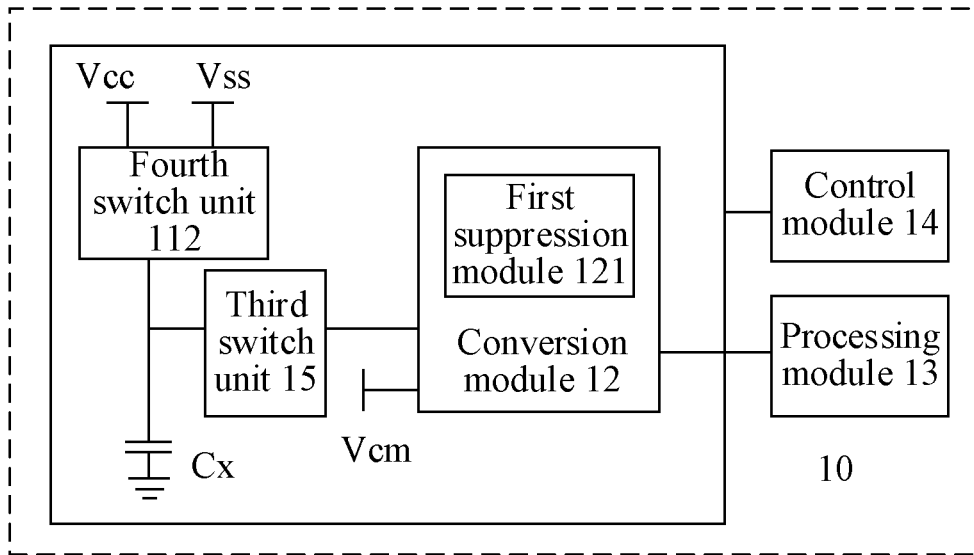 Vcc
Vss
Fourth
switch unit
112
First
suppression
module 121
Control
module 14
Third
switch
unit 15
Conversion
module 12
Processing
module 13
Vcm
Cx
10